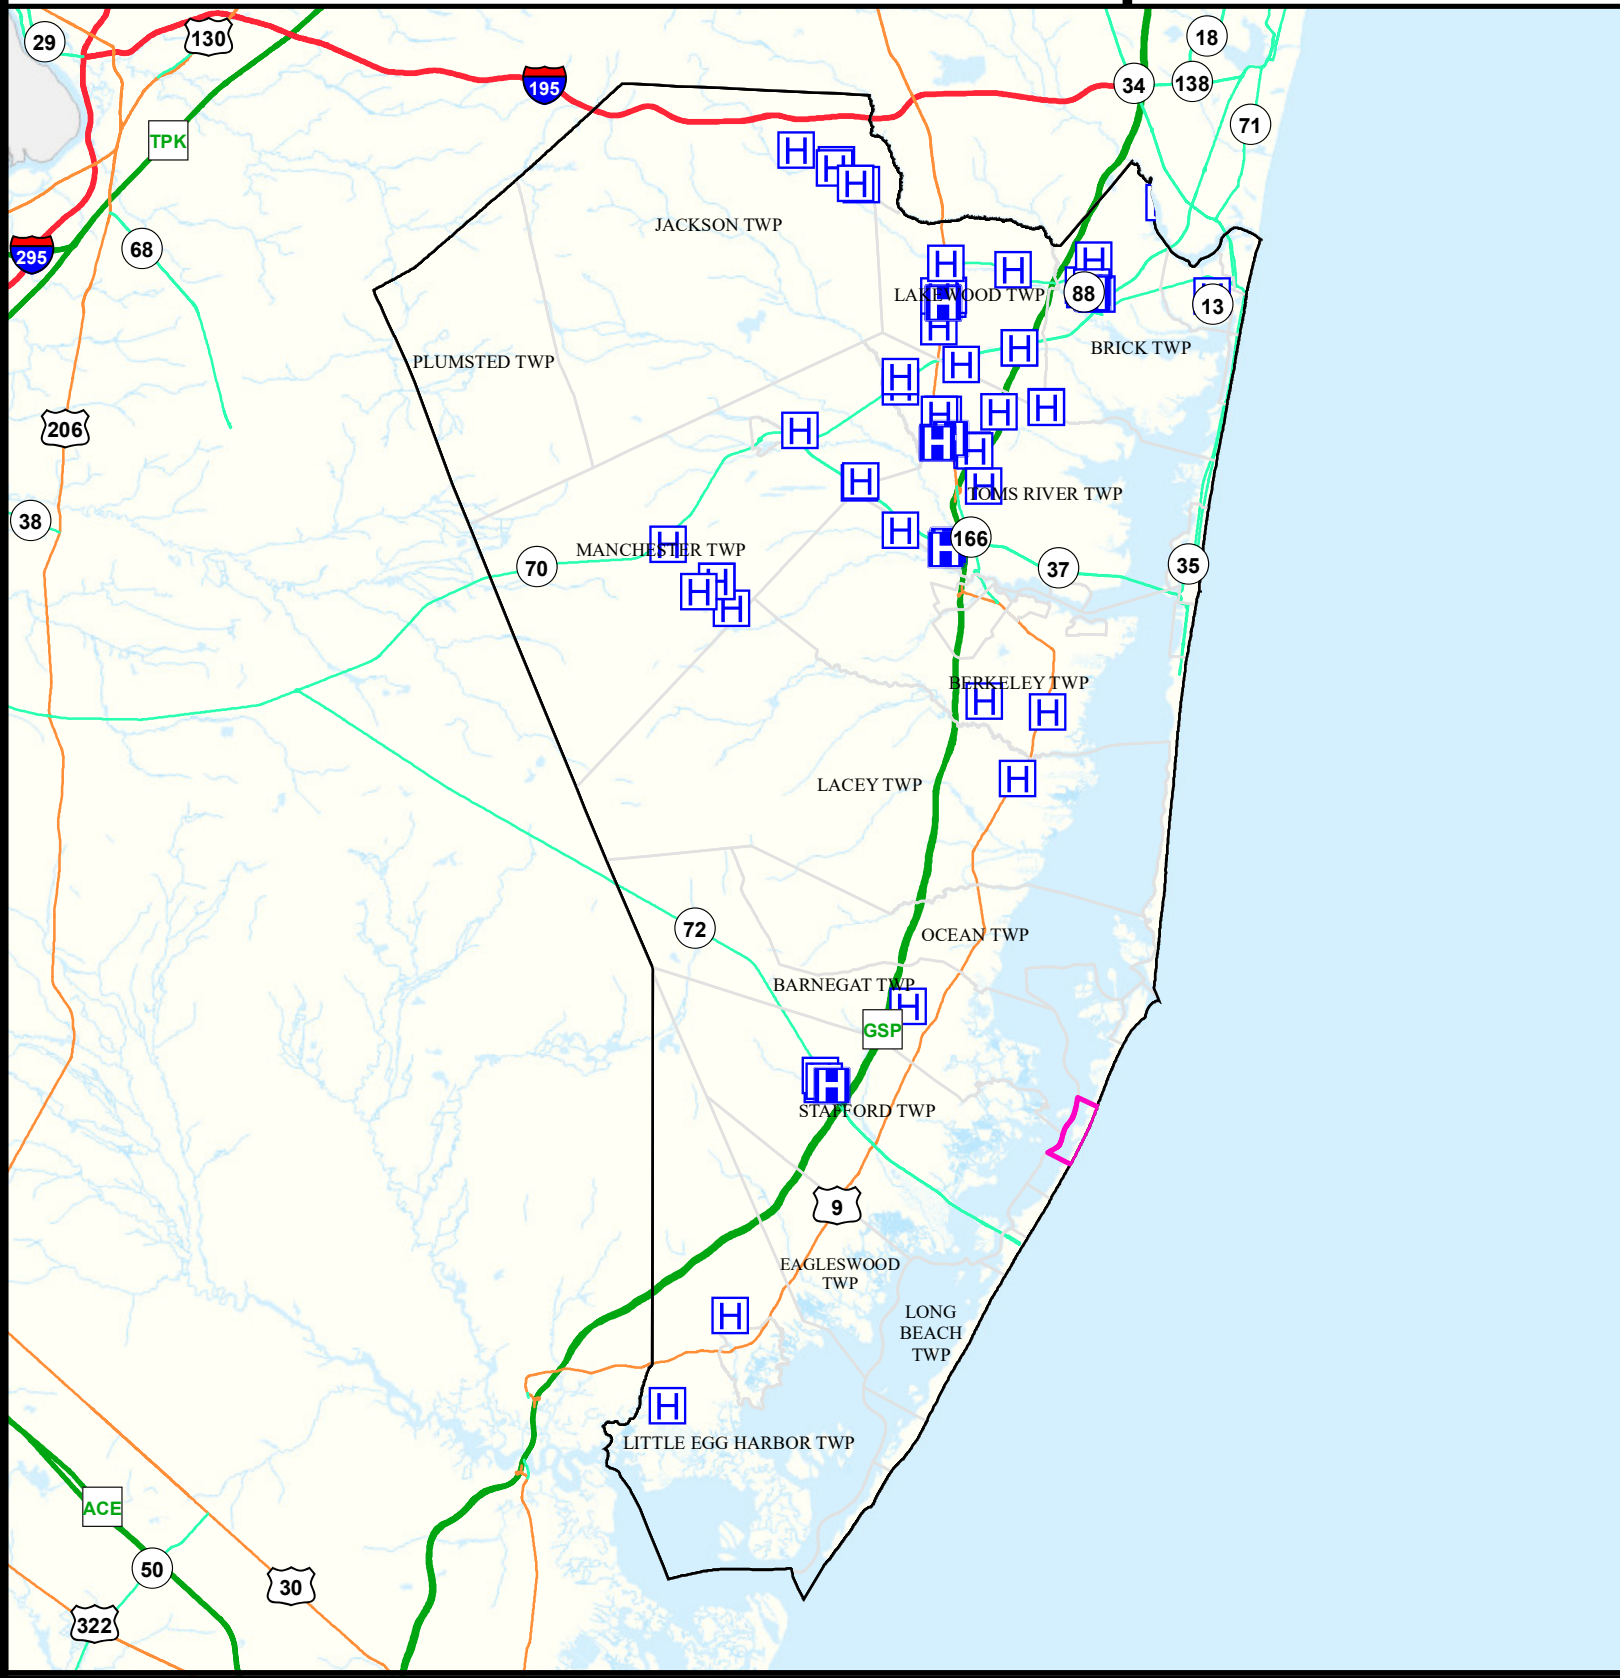 29
130
18
195
34
138
71
TPK
H
H
H
JACKSON TWP
68
295
H
H
H
88
LAKEWOOD TWP
H
13
H
H
BRICK TWP
PLUMSTED TWP
H
H
H
H
H
206
H
H
H
H
H
H
TOMS RIVER TWP
38
H
166
H
H
MANCHESTER TWP
70
37
35
H
H
H
BERKELEY TWP
H
H
H
LACEY TWP
72
OCEAN TWP
BARNEGAT TWP
H
GSP
H
STAFFORD TWP
9
EAGLESWOOD
TWP
H
LONG
BEACH
TWP
H
LITTLE EGG HARBOR TWP
ACE
50
30
322